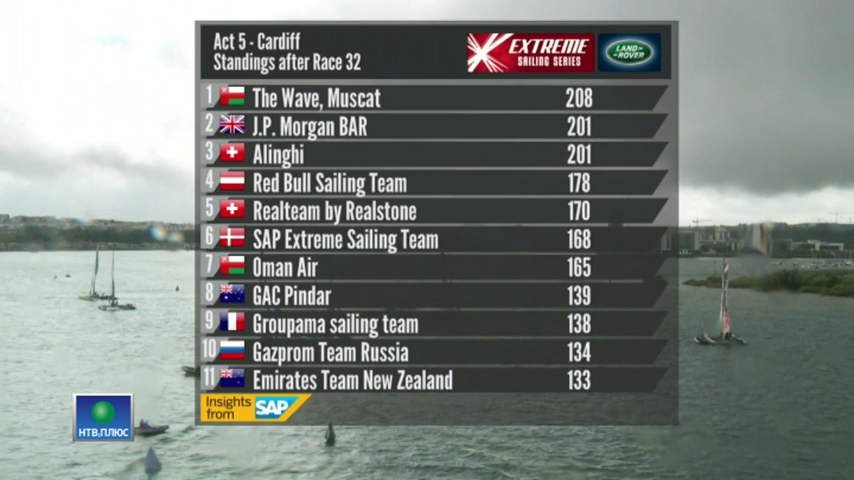 Act 5 - Cardiff
Standings after Race 32
EXTREME
SAILING SERIES
LAND ROVER
1 The Wave, Muscat 208
2 J.P. Morgan BAR 201
3 Alinghi 201
4 Red Bull Sailing Team 178
5 Realteam by Realstone 170
6 SAP Extreme Sailing Team 168
7 Oman Air 165
8 GAC Pindar 139
9 Groupama sailing team 138
10 Gazprom Team Russia 134
11 Emirates Team New Zealand 133
Insights
from SAP
НТВ.ПЛЮС